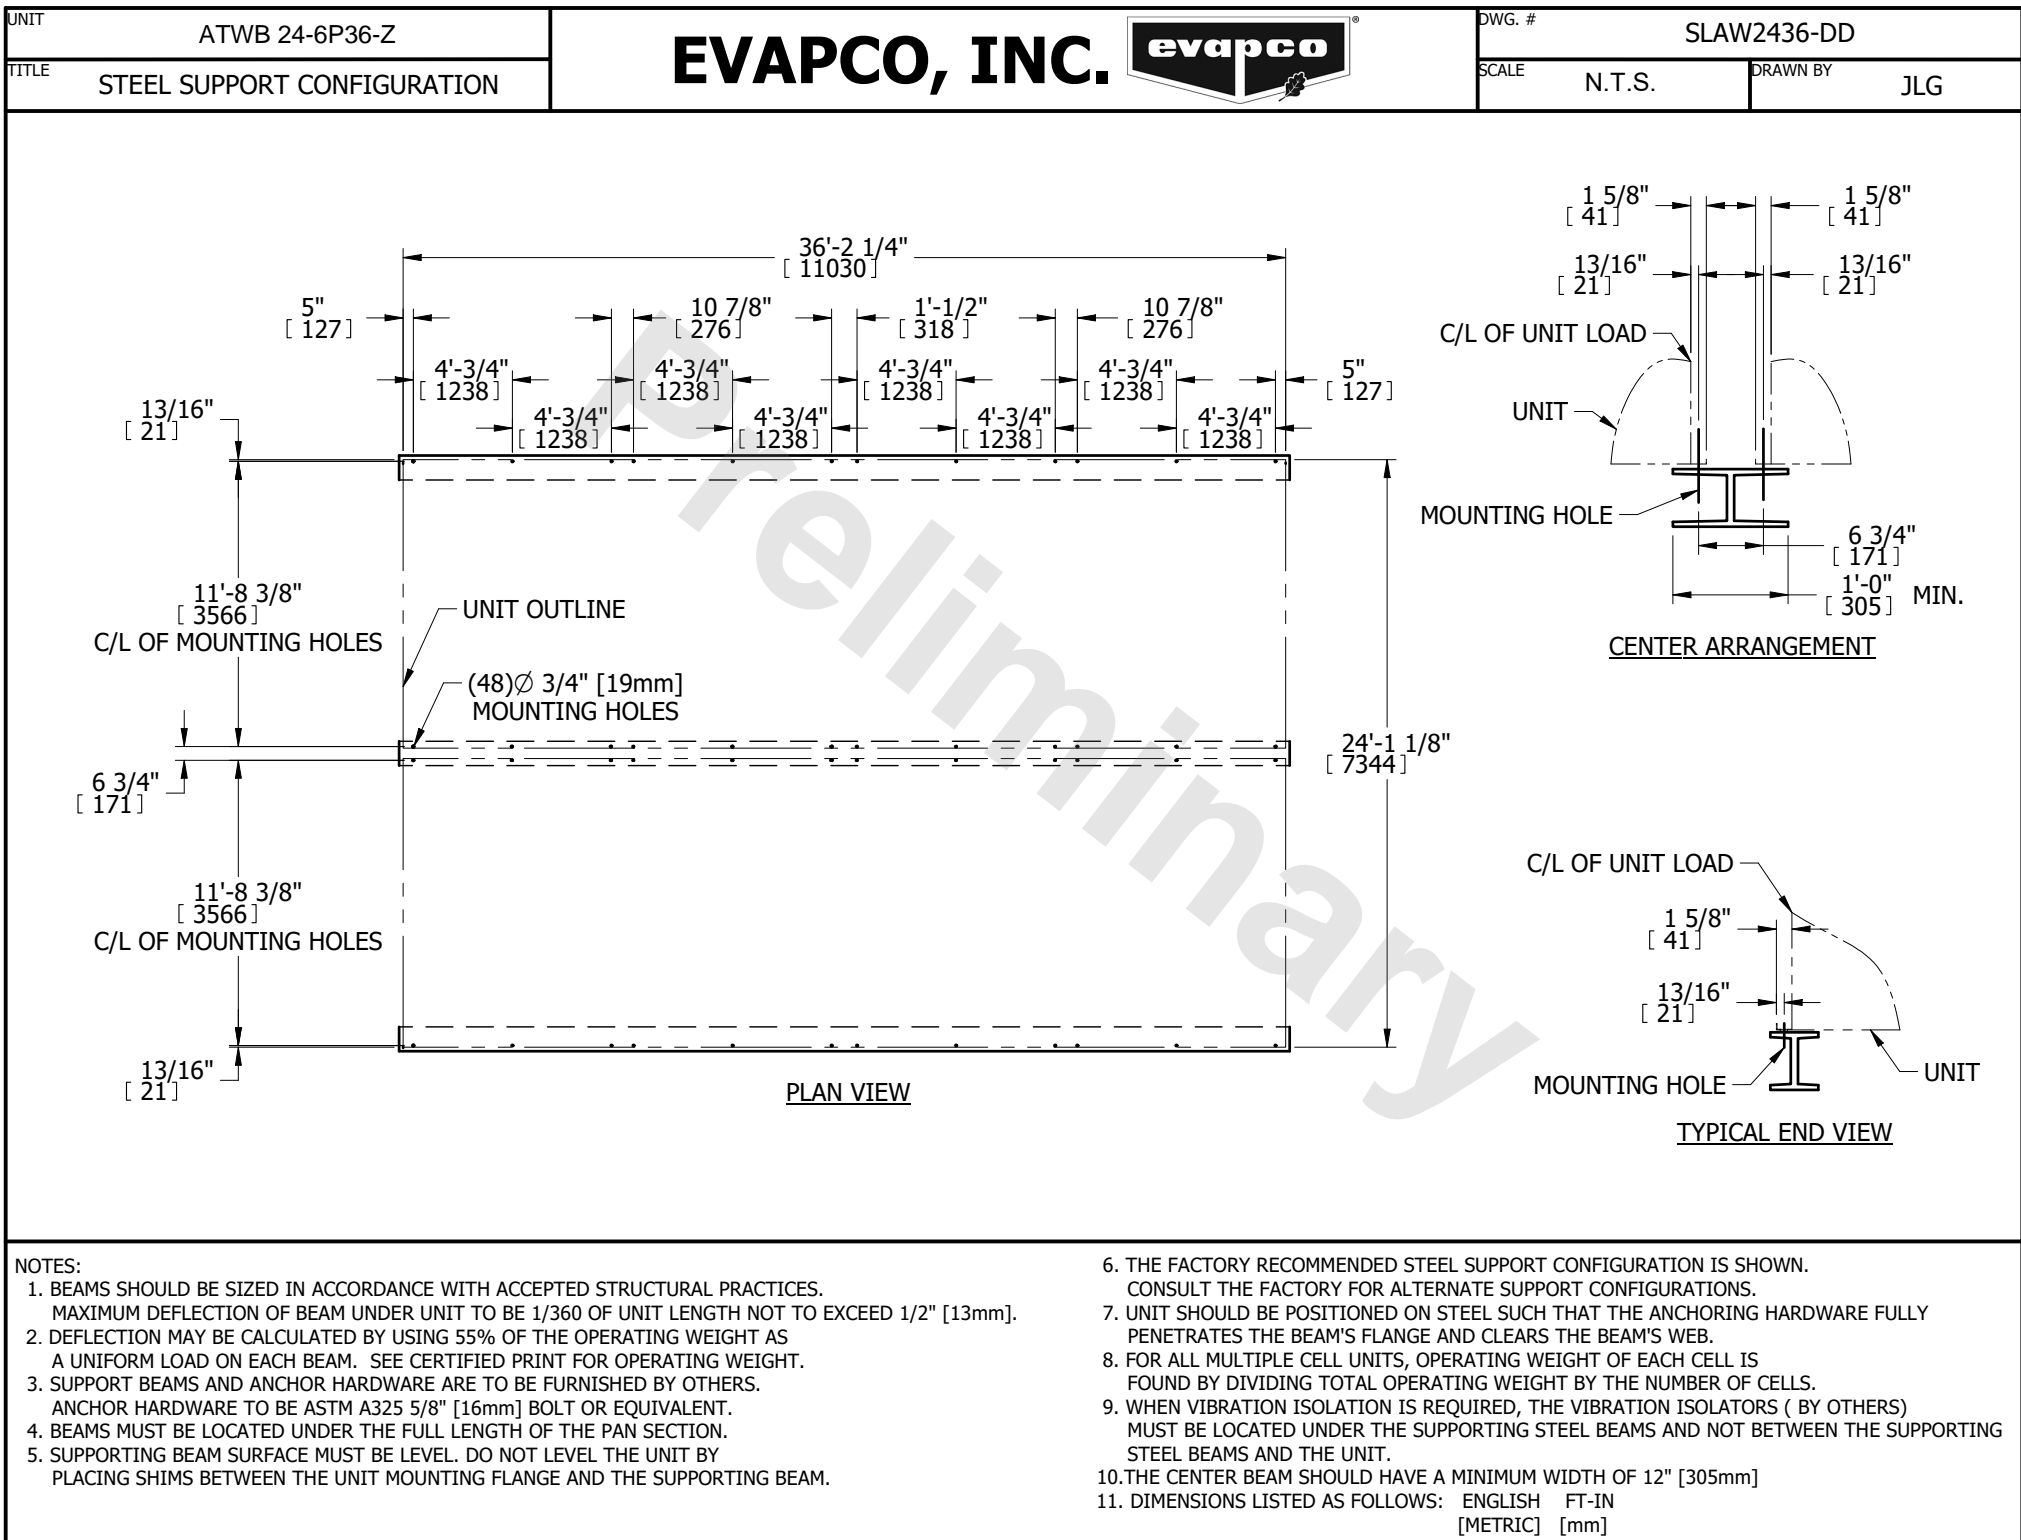 UNIT
ATWB 24-6P36-Z
TITLE
STEEL SUPPORT CONFIGURATION
EVAPCO, INC.
evapco
®
DWG. #
SLAW2436-DD
SCALE
N.T.S.
DRAWN BY
JLG
36'-2 1/4"
[ 11030 ]
5"
[ 127 ]
10 7/8"
[ 276 ]
1'-1/2"
[ 318 ]
10 7/8"
[ 276 ]
4'-3/4"
[ 1238 ]
4'-3/4"
[ 1238 ]
4'-3/4"
[ 1238 ]
4'-3/4"
[ 1238 ]
5"
[ 127 ]
4'-3/4"
[ 1238 ]
4'-3/4"
[ 1238 ]
4'-3/4"
[ 1238 ]
4'-3/4"
[ 1238 ]
13/16"
[ 21 ]
11'-8 3/8"
[ 3566 ]
C/L OF MOUNTING HOLES
UNIT OUTLINE
(48)∅ 3/4" [19mm]
MOUNTING HOLES
6 3/4"
[ 171 ]
24'-1 1/8"
[ 7344 ]
11'-8 3/8"
[ 3566 ]
C/L OF MOUNTING HOLES
13/16"
[ 21 ]
PLAN VIEW
Preliminary
1 5/8"
[ 41 ]
1 5/8"
[ 41 ]
13/16"
[ 21 ]
13/16"
[ 21 ]
C/L OF UNIT LOAD
UNIT
MOUNTING HOLE
6 3/4"
[ 171 ]
1'-0"
[ 305 ] MIN.
CENTER ARRANGEMENT
C/L OF UNIT LOAD
1 5/8"
[ 41 ]
13/16"
[ 21 ]
MOUNTING HOLE
UNIT
TYPICAL END VIEW
NOTES:
1. BEAMS SHOULD BE SIZED IN ACCORDANCE WITH ACCEPTED STRUCTURAL PRACTICES.
MAXIMUM DEFLECTION OF BEAM UNDER UNIT TO BE 1/360 OF UNIT LENGTH NOT TO EXCEED 1/2" [13mm].
2. DEFLECTION MAY BE CALCULATED BY USING 55% OF THE OPERATING WEIGHT AS
A UNIFORM LOAD ON EACH BEAM. SEE CERTIFIED PRINT FOR OPERATING WEIGHT.
3. SUPPORT BEAMS AND ANCHOR HARDWARE ARE TO BE FURNISHED BY OTHERS.
ANCHOR HARDWARE TO BE ASTM A325 5/8" [16mm] BOLT OR EQUIVALENT.
4. BEAMS MUST BE LOCATED UNDER THE FULL LENGTH OF THE PAN SECTION.
5. SUPPORTING BEAM SURFACE MUST BE LEVEL. DO NOT LEVEL THE UNIT BY
PLACING SHIMS BETWEEN THE UNIT MOUNTING FLANGE AND THE SUPPORTING BEAM.
6. THE FACTORY RECOMMENDED STEEL SUPPORT CONFIGURATION IS SHOWN.
CONSULT THE FACTORY FOR ALTERNATE SUPPORT CONFIGURATIONS.
7. UNIT SHOULD BE POSITIONED ON STEEL SUCH THAT THE ANCHORING HARDWARE FULLY
PENETRATES THE BEAM'S FLANGE AND CLEARS THE BEAM'S WEB.
8. FOR ALL MULTIPLE CELL UNITS, OPERATING WEIGHT OF EACH CELL IS
FOUND BY DIVIDING TOTAL OPERATING WEIGHT BY THE NUMBER OF CELLS.
9. WHEN VIBRATION ISOLATION IS REQUIRED, THE VIBRATION ISOLATORS ( BY OTHERS)
MUST BE LOCATED UNDER THE SUPPORTING STEEL BEAMS AND NOT BETWEEN THE SUPPORTING
STEEL BEAMS AND THE UNIT.
10.THE CENTER BEAM SHOULD HAVE A MINIMUM WIDTH OF 12" [305mm]
11. DIMENSIONS LISTED AS FOLLOWS: ENGLISH FT-IN
[METRIC] [mm]